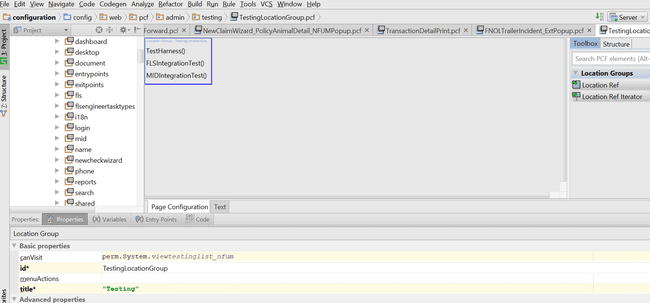 File Edit View Navigate Code Codegen Analyze Refactor Build Run Rule Tools VCS Window Help
configuration config web pcf admin testing TestingLocationGroup.pcf Server
Project Forward.pcf NewClaimWizard_PolicyAnimalDetail_NFUMPopup.pcf TransactionDetailPrint.pcf FNOLTrailerIncident_ExtPopup.pcf TestingLoca
1: Project
7: Structure
dashboard
desktop
document
entrypoints
exitpoints
fls
flsengineertasktypes
i18n
login
mid
name
newcheckwizard
phone
reports
search
shared
TestHarness()
FLSIntegrationTest()
MIDIntegrationTest()
Toolbox Structure
Search PCF elements (Alt-
Location Groups
Location Ref
Location Ref Iterator
Page Configuration Text
Properties: Properties Variables Entry Points Code
Location Group
Basic properties
canVisit perm.System.viewtestinglist_nfum
id* TestingLocationGroup
menuActions
title* "Testing"
Advanced properties